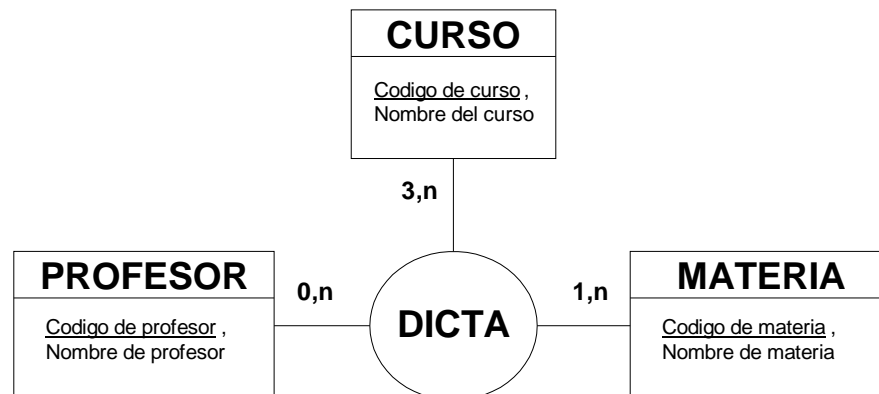 CURSO
Codigo de curso ,
Nombre del curso
3,n
PROFESOR
Codigo de profesor ,
Nombre de profesor
0,n
DICTA
1,n
MATERIA
Codigo de materia ,
Nombre de materia